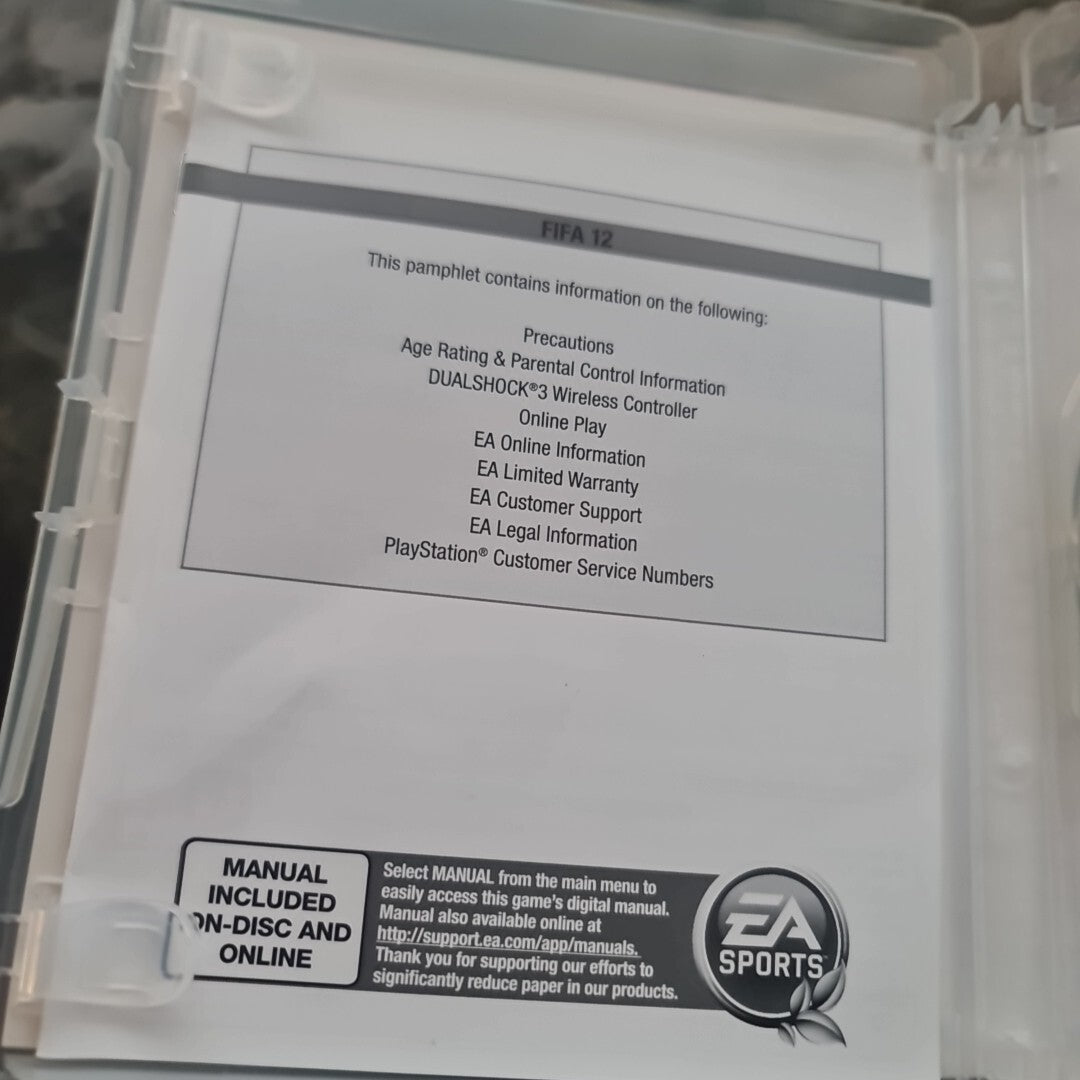 FIFA 12
This pamphlet contains information on the following:
Precautions
Age Rating & Parental Control Information
DUALSHOCK®3 Wireless Controller
Online Play
EA Online Information
EA Limited Warranty
EA Customer Support
EA Legal Information
PlayStation® Customer Service Numbers
MANUAL
INCLUDED
ON-DISC AND
ONLINE
Select MANUAL from the main menu to
easily access this game's digital manual.
Manual also available online at
http://support.ea.com/app/manuals.
Thank you for supporting our efforts to
significantly reduce paper in our products.
EA
SPORTS™